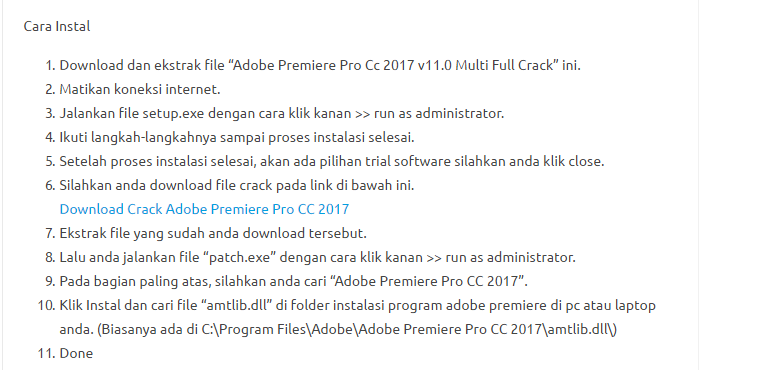 Cara Instal
1. Download dan ekstrak file “Adobe Premiere Pro Cc 2017 v11.0 Multi Full Crack” ini.
2. Matikan koneksi internet.
3. Jalankan file setup.exe dengan cara klik kanan >> run as administrator.
4. Ikuti langkah-langkahnya sampai proses instalasi selesai.
5. Setelah proses instalasi selesai, akan ada pilihan trial software silahkan anda klik close.
6. Silahkan anda download file crack pada link di bawah ini.
Download Crack Adobe Premiere Pro CC 2017
7. Ekstrak file yang sudah anda download tersebut.
8. Lalu anda jalankan file “patch.exe” dengan cara klik kanan >> run as administrator.
9. Pada bagian paling atas, silahkan anda cari “Adobe Premiere Pro CC 2017”.
10. Klik Instal dan cari file “amtlib.dll” di folder instalasi program adobe premiere di pc atau laptop
anda. (Biasanya ada di C:\Program Files\Adobe\Adobe Premiere Pro CC 2017\amtlib.dll\)
11. Done